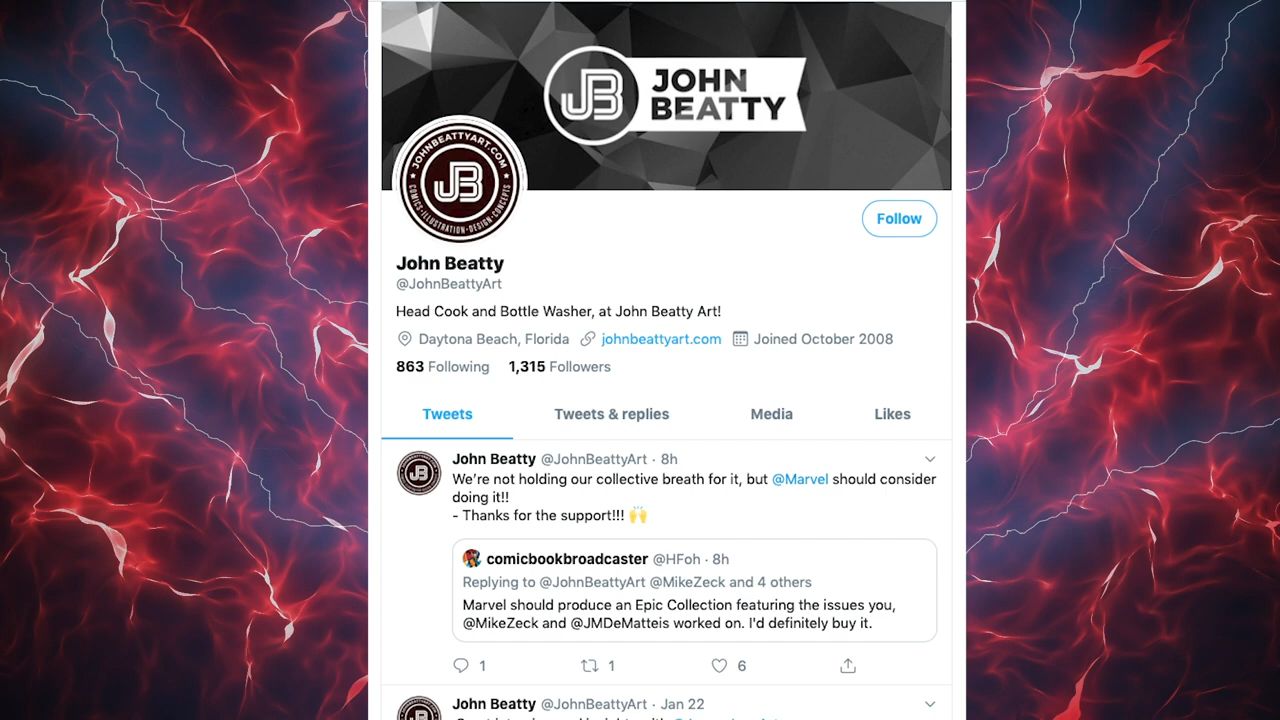 JB JOHN
BEATTY
JOHNBEATTYART.COM
JB
COMICS • ILLUSTRATION • DESIGN • CONCEPTS
Follow
John Beatty
@JohnBeattyArt
Head Cook and Bottle Washer, at John Beatty Art!
Daytona Beach, Florida johnbeattyart.com Joined October 2008
863 Following 1,315 Followers
Tweets Tweets & replies Media Likes
John Beatty @JohnBeattyArt · 8h
We’re not holding our collective breath for it, but @Marvel should consider
doing it!!
- Thanks for the support!!! 🙌
comicbookbroadcaster @HFoh · 8h
Replying to @JohnBeattyArt @MikeZeck and 4 others
Marvel should produce an Epic Collection featuring the issues you,
@MikeZeck and @JMDeMatteis worked on. I'd definitely buy it.
1 1 6
John Beatty @JohnBeattyArt · Jan 22